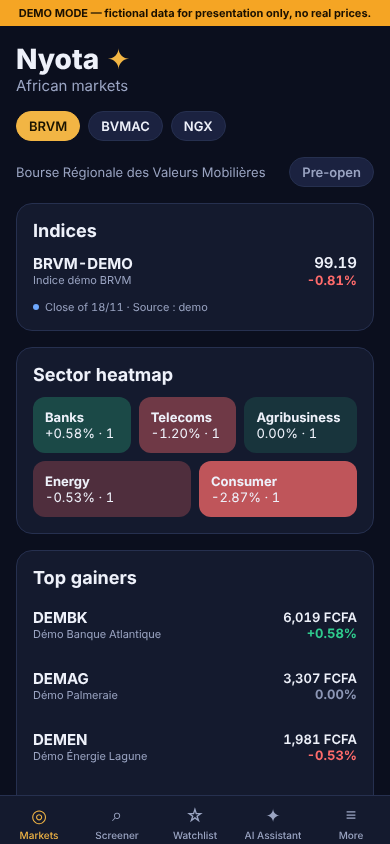 DEMO MODE — fictional data for presentation only, no real prices.
Nyota ✦
African markets
BRVM BVMAC NGX
Bourse Régionale des Valeurs Mobilières Pre-open
Indices
BRVM-DEMO 99.19
Indice démo BRVM -0.81%
Close of 18/11 · Source : demo
Sector heatmap
Banks Telecoms Agribusiness
+0.58% · 1 -1.20% · 1 0.00% · 1
Energy Consumer
-0.53% · 1 -2.87% · 1
Top gainers
DEMBK 6,019 FCFA
Démo Banque Atlantique +0.58%
DEMAG 3,307 FCFA
Démo Palmeraie 0.00%
DEMEN 1,981 FCFA
Démo Énergie Lagune -0.53%
Markets Screener Watchlist AI Assistant More